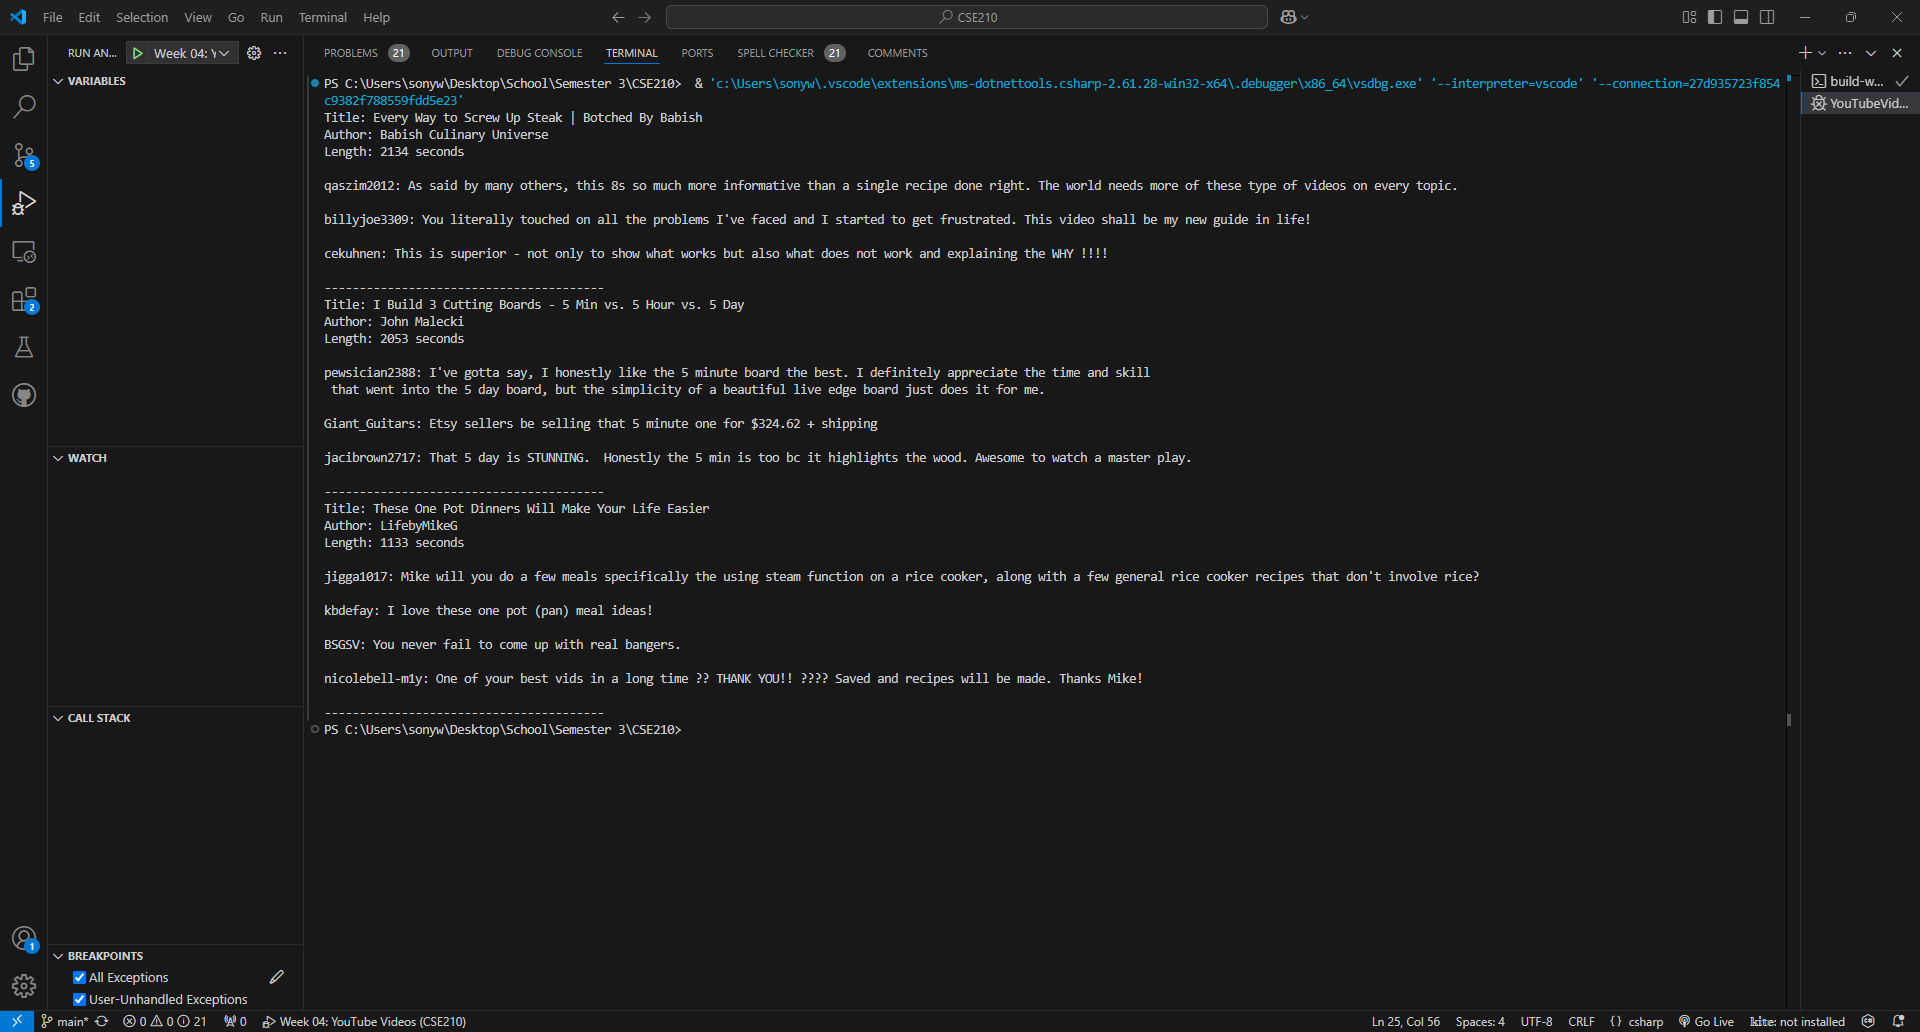 File Edit Selection View Go Run Terminal Help
CSE210
RUN AN... Week 04: Y
PROBLEMS 21 OUTPUT DEBUG CONSOLE TERMINAL PORTS SPELL CHECKER 21 COMMENTS
VARIABLES
WATCH
CALL STACK
BREAKPOINTS
All Exceptions
User-Unhandled Exceptions
5
2
1
PS C:\Users\sonyw\Desktop\School\Semester 3\CSE210>  & 'c:\Users\sonyw\.vscode\extensions\ms-dotnettools.csharp-2.61.28-win32-x64\.debugger\x86_64\vsdbg.exe' '--interpreter=vscode' '--connection=27d935723f854
c9382f788559fdd5e23'
Title: Every Way to Screw Up Steak | Botched By Babish
Author: Babish Culinary Universe
Length: 2134 seconds
qaszim2012: As said by many others, this 8s so much more informative than a single recipe done right. The world needs more of these type of videos on every topic.
billyjoe3309: You literally touched on all the problems I've faced and I started to get frustrated. This video shall be my new guide in life!
cekuhnen: This is superior - not only to show what works but also what does not work and explaining the WHY !!!!
----------------------------------------
Title: I Build 3 Cutting Boards - 5 Min vs. 5 Hour vs. 5 Day
Author: John Malecki
Length: 2053 seconds
pewsician2388: I've gotta say, I honestly like the 5 minute board the best. I definitely appreciate the time and skill
that went into the 5 day board, but the simplicity of a beautiful live edge board just does it for me.
Giant_Guitars: Etsy sellers be selling that 5 minute one for $324.62 + shipping
jacibrown2717: That 5 day is STUNNING.  Honestly the 5 min is too bc it highlights the wood. Awesome to watch a master play.
----------------------------------------
Title: These One Pot Dinners Will Make Your Life Easier
Author: LifebyMikeG
Length: 1133 seconds
jigga1017: Mike will you do a few meals specifically the using steam function on a rice cooker, along with a few general rice cooker recipes that don't involve rice?
kbdefay: I love these one pot (pan) meal ideas!
BSGSV: You never fail to come up with real bangers.
nicolebell-m1y: One of your best vids in a long time ?? THANK YOU!! ???? Saved and recipes will be made. Thanks Mike!
----------------------------------------
PS C:\Users\sonyw\Desktop\School\Semester 3\CSE210>
build-w...
YouTubeVid...
main* 0 0 21 0 Week 04: YouTube Videos (CSE210) Ln 25, Col 56 Spaces: 4 UTF-8 CRLF {} csharp Go Live kite: not installed